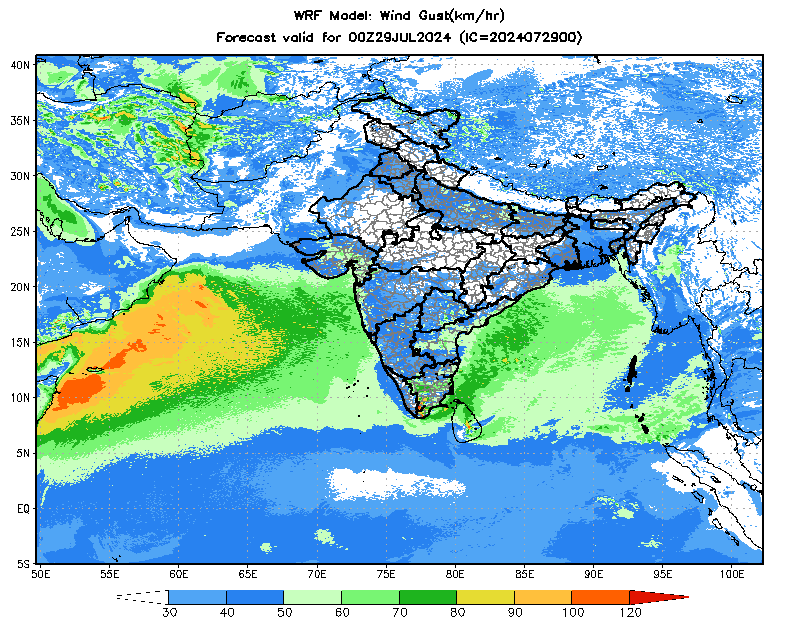 WRF Model: Wind Gust(km/hr)
Forecast valid for 00Z29JUL2024 (IC=2024072900)
40N
35N
30N
25N
20N
15N
10N
5N
EQ
5S
50E 55E 60E 65E 70E 75E 80E 85E 90E 95E 100E
30 40 50 60 70 80 90 100 120